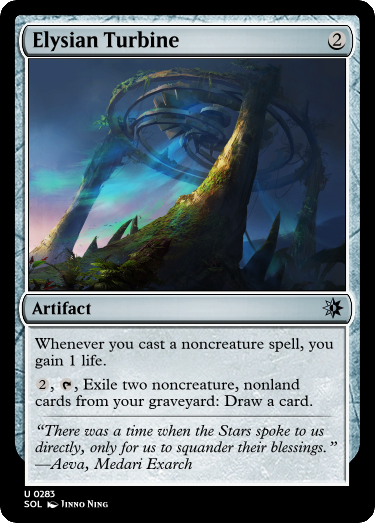 Elysian Turbine 2
Artifact
Whenever you cast a noncreature spell, you
gain 1 life.
2, , Exile two noncreature, nonland
cards from your graveyard: Draw a card.
“There was a time when the Stars spoke to us
directly, only for us to squander their blessings.”
—Aeva, Medari Exarch
U 0283
SOL Jinno Ning